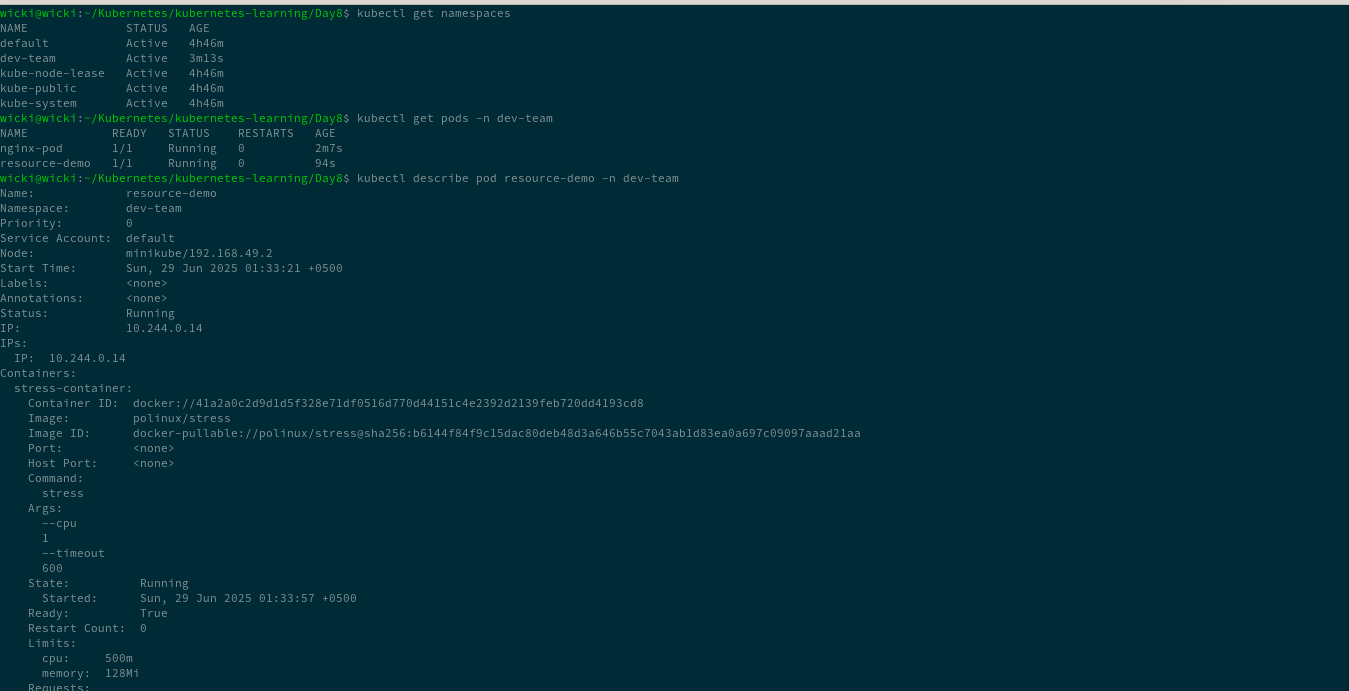 wicki@wicki:~/Kubernetes/kubernetes-learning/Day8$ kubectl get namespaces
NAME              STATUS   AGE
default           Active   4h46m
dev-team          Active   3m13s
kube-node-lease   Active   4h46m
kube-public       Active   4h46m
kube-system       Active   4h46m
wicki@wicki:~/Kubernetes/kubernetes-learning/Day8$ kubectl get pods -n dev-team
NAME            READY   STATUS    RESTARTS   AGE
nginx-pod       1/1     Running   0          2m7s
resource-demo   1/1     Running   0          94s
wicki@wicki:~/Kubernetes/kubernetes-learning/Day8$ kubectl describe pod resource-demo -n dev-team
Name:             resource-demo
Namespace:        dev-team
Priority:         0
Service Account:  default
Node:             minikube/192.168.49.2
Start Time:       Sun, 29 Jun 2025 01:33:21 +0500
Labels:           <none>
Annotations:      <none>
Status:           Running
IP:               10.244.0.14
IPs:
  IP:  10.244.0.14
Containers:
  stress-container:
    Container ID:  docker://41a2a0c2d9d1d5f328e71df0516d770d44151c4e2392d2139feb720dd4193cd8
    Image:         polinux/stress
    Image ID:      docker-pullable://polinux/stress@sha256:b6144f84f9c15dac80deb48d3a646b55c7043ab1d83ea0a697c09097aaad21aa
    Port:          <none>
    Host Port:     <none>
    Command:
      stress
    Args:
      --cpu
      1
      --timeout
      600
    State:          Running
      Started:      Sun, 29 Jun 2025 01:33:57 +0500
    Ready:          True
    Restart Count:  0
    Limits:
      cpu:     500m
      memory:  128Mi
    Requests: